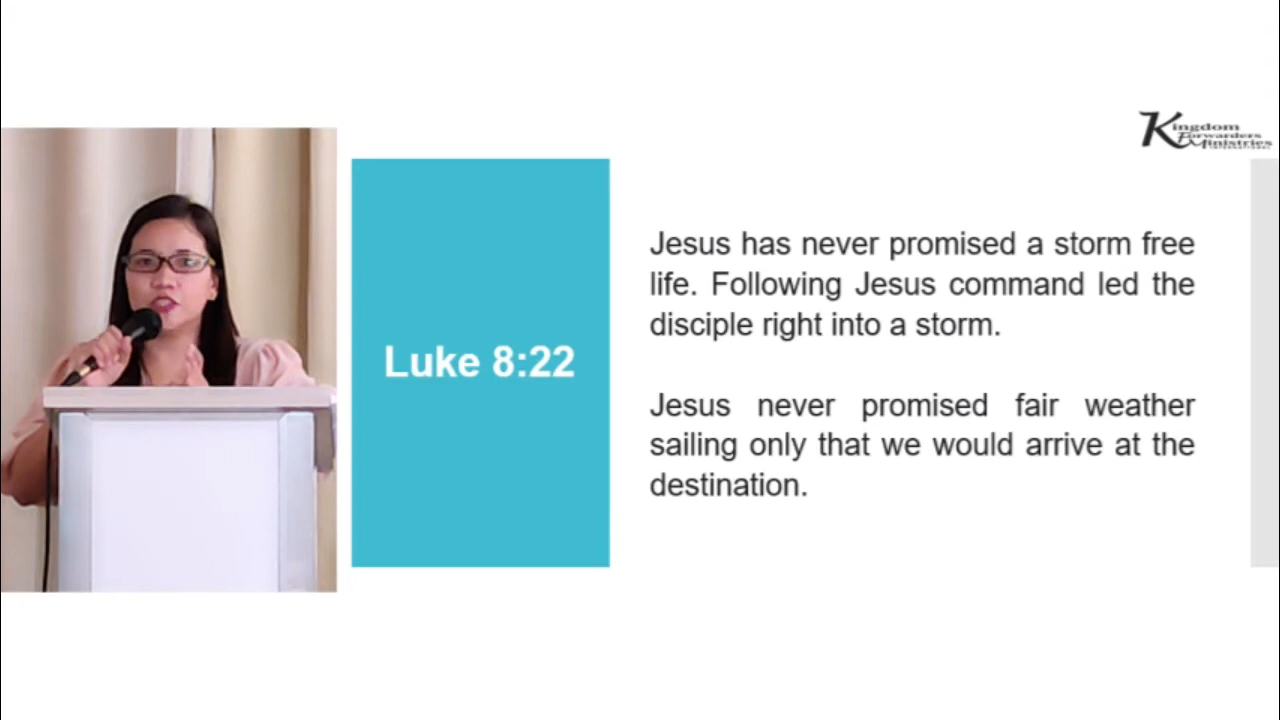 Kingdom
Forwarders
Ministries
INTERNATIONAL
Luke 8:22
Jesus has never promised a storm free
life. Following Jesus command led the
disciple right into a storm.
Jesus never promised fair weather
sailing only that we would arrive at the
destination.